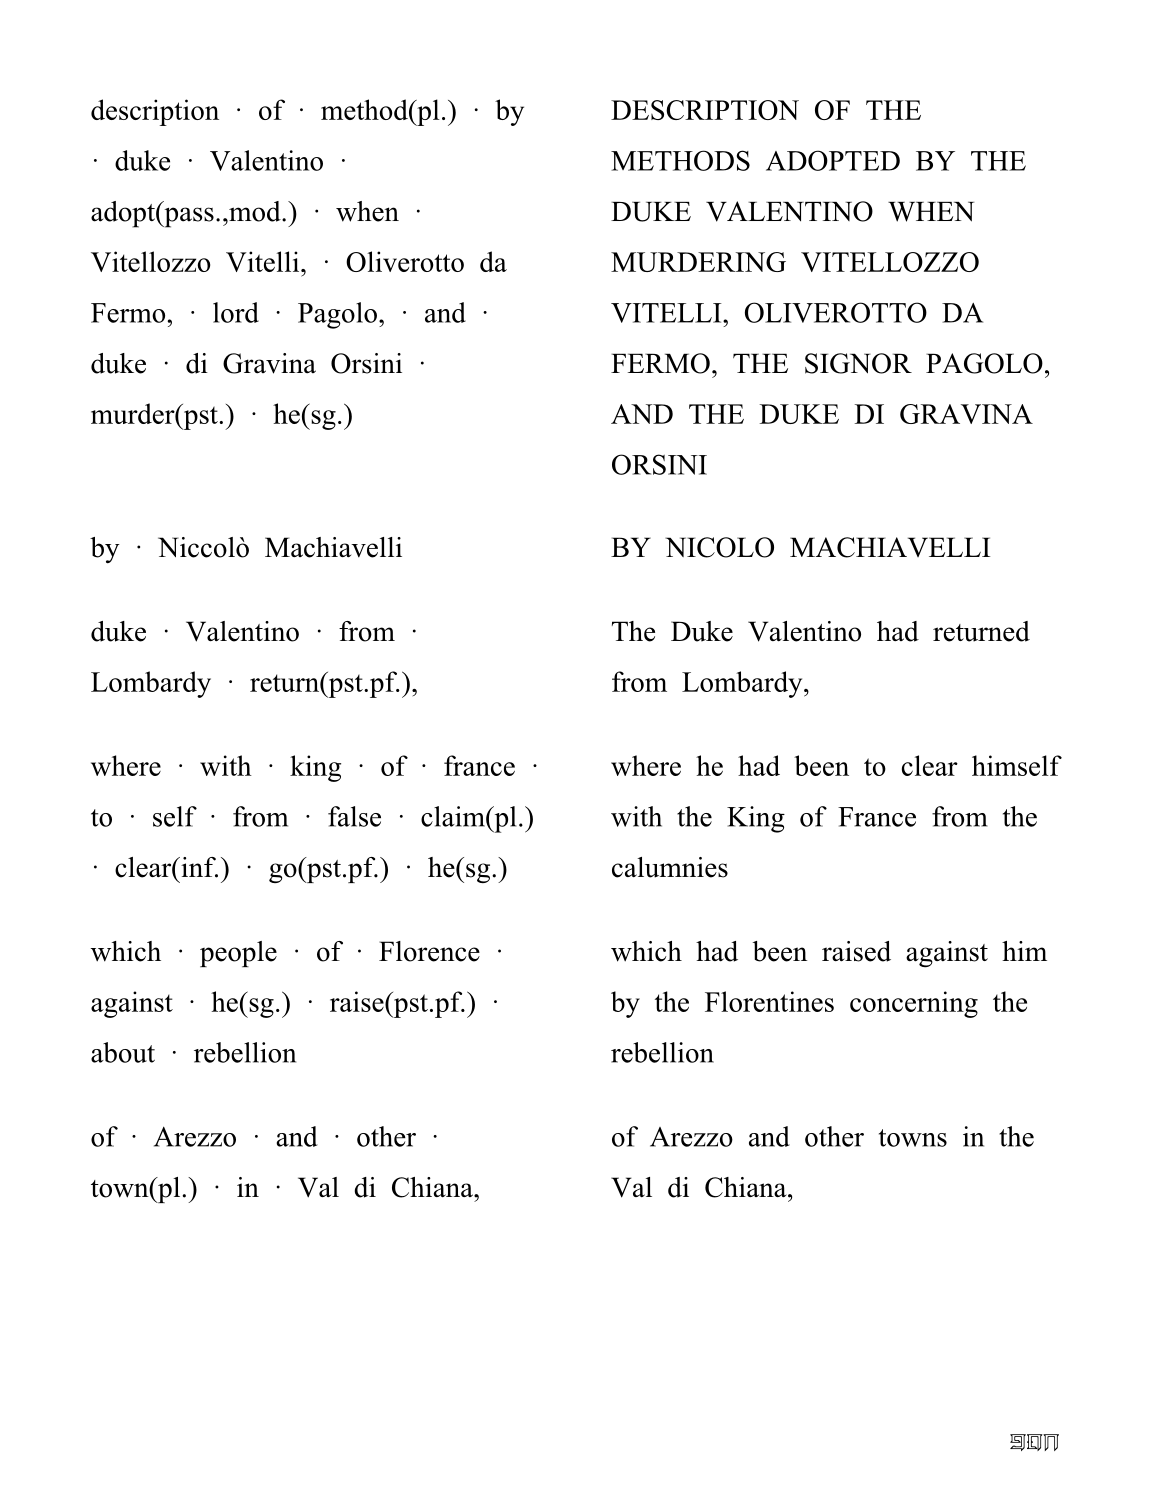 description · of · method(pl.) · by
· duke · Valentino ·
adopt(pass.,mod.) · when ·
Vitellozzo Vitelli, · Oliverotto da
Fermo, · lord · Pagolo, · and ·
duke · di Gravina Orsini ·
murder(pst.) · he(sg.)
DESCRIPTION OF THE
METHODS ADOPTED BY THE
DUKE VALENTINO WHEN
MURDERING VITELLOZZO
VITELLI, OLIVEROTTO DA
FERMO, THE SIGNOR PAGOLO,
AND THE DUKE DI GRAVINA
ORSINI
by · Niccolò Machiavelli
BY NICOLO MACHIAVELLI
duke · Valentino · from ·
Lombardy · return(pst.pf.),
The Duke Valentino had returned
from Lombardy,
where · with · king · of · france ·
to · self · from · false · claim(pl.)
· clear(inf.) · go(pst.pf.) · he(sg.)
where he had been to clear himself
with the King of France from the
calumnies
which · people · of · Florence ·
against · he(sg.) · raise(pst.pf.) ·
about · rebellion
which had been raised against him
by the Florentines concerning the
rebellion
of · Arezzo · and · other ·
town(pl.) · in · Val di Chiana,
of Arezzo and other towns in the
Val di Chiana,